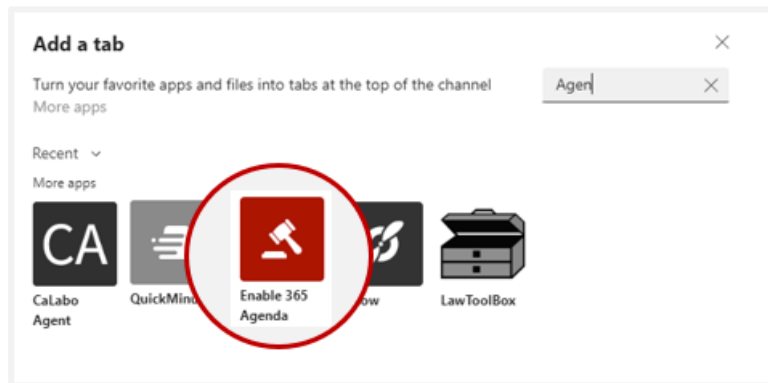 Add a tab
Turn your favorite apps and files into tabs at the top of the channel
Agen
More apps
Recent
More apps
CA
CaLabo
Agent
Enable 365
Agenda
LawToolBox